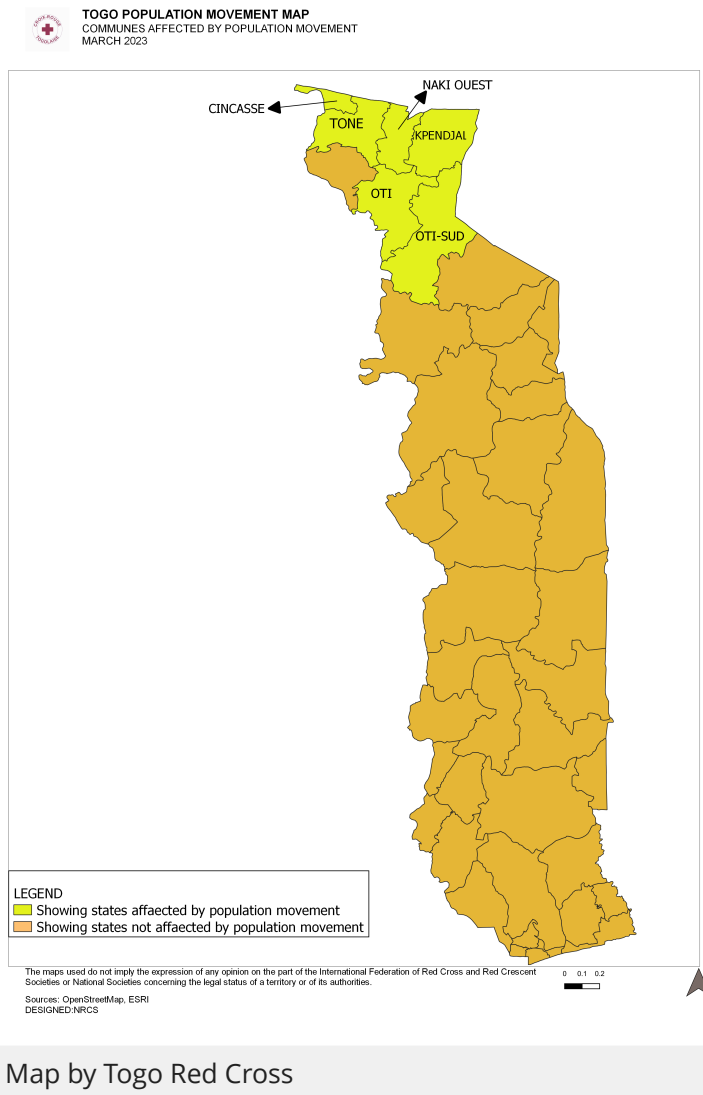 CROIX-ROUGE
TOGOLAISE
TOGO POPULATION MOVEMENT MAP
COMMUNES AFFECTED BY POPULATION MOVEMENT
MARCH 2023
NAKI OUEST
CINCASSE
TONE
KPENDJAL
OTI
OTI-SUD
LEGEND
Showing states affaected by population movement
Showing states not affaected by population movement
The maps used do not imply the expression of any opinion on the part of the International Federation of Red Cross and Red Crescent
Societies or National Societies concerning the legal status of a territory or of its authorities.
0 0.1 0.2
Sources: OpenStreetMap, ESRI
DESIGNED:NRCS
Map by Togo Red Cross